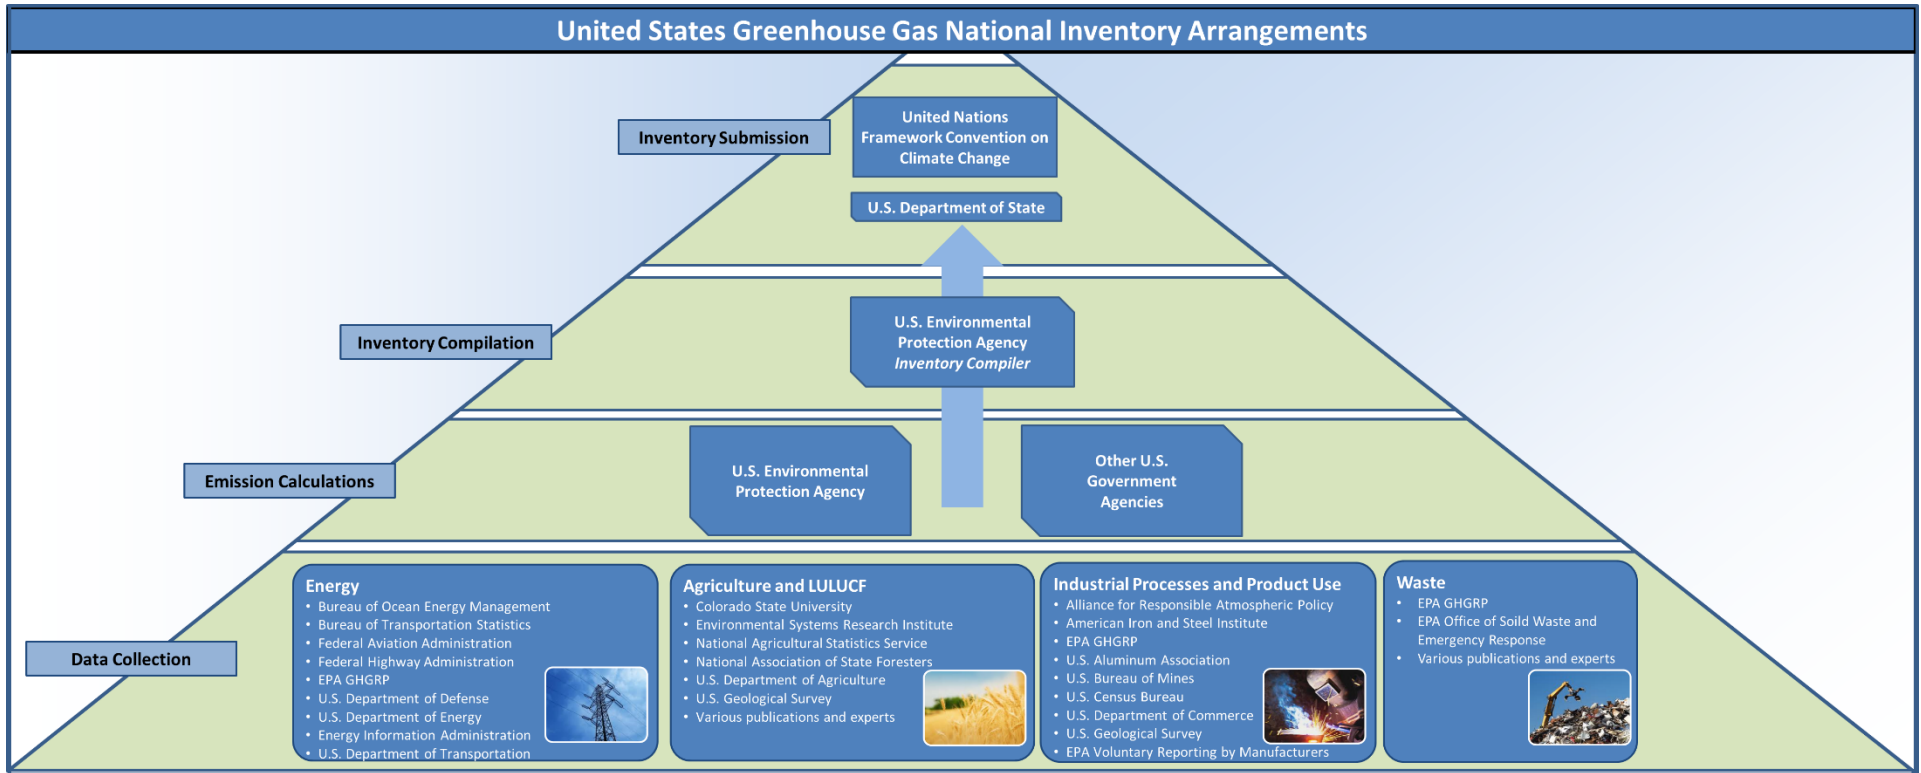 United States Greenhouse Gas National Inventory Arrangements
Inventory Submission
United Nations
Framework Convention on
Climate Change
U.S. Department of State
Inventory Compilation
U.S. Environmental
Protection Agency
Inventory Compiler
Emission Calculations
U.S. Environmental
Protection Agency
Other U.S.
Government
Agencies
Data Collection
Energy
• Bureau of Ocean Energy Management
• Bureau of Transportation Statistics
• Federal Aviation Administration
• Federal Highway Administration
• EPA GHGRP
• U.S. Department of Defense
• U.S. Department of Energy
• Energy Information Administration
• U.S. Department of Transportation
Agriculture and LULUCF
• Colorado State University
• Environmental Systems Research Institute
• National Agricultural Statistics Service
• National Association of State Foresters
• U.S. Department of Agriculture
• U.S. Geological Survey
• Various publications and experts
Industrial Processes and Product Use
• Alliance for Responsible Atmospheric Policy
• American Iron and Steel Institute
• EPA GHGRP
• U.S. Aluminum Association
• U.S. Bureau of Mines
• U.S. Census Bureau
• U.S. Department of Commerce
• U.S. Geological Survey
• EPA Voluntary Reporting by Manufacturers
Waste
• EPA GHGRP
• EPA Office of Soild Waste and
Emergency Response
• Various publications and experts